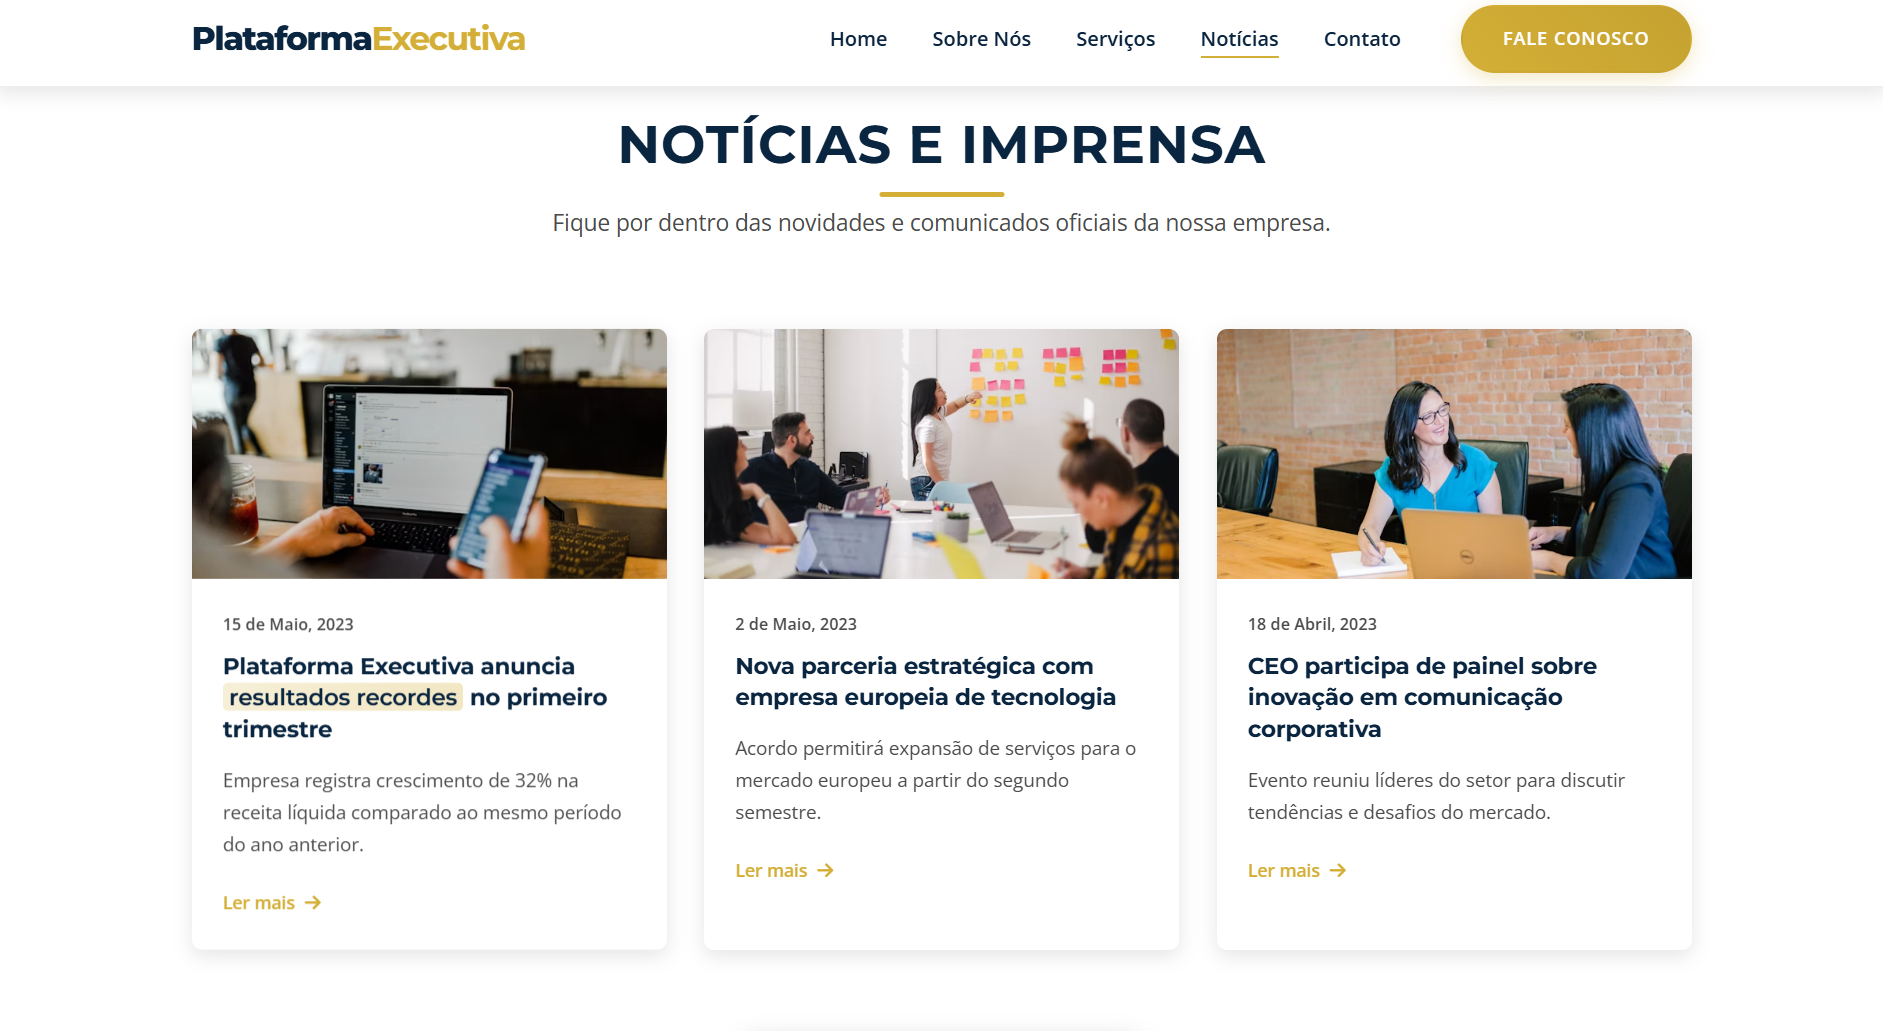 PlataformaExecutiva
Home
Sobre Nós
Serviços
Notícias
Contato
FALE CONOSCO
NOTÍCIAS E IMPRENSA
Fique por dentro das novidades e comunicados oficiais da nossa empresa.
15 de Maio, 2023
Plataforma Executiva anuncia
resultados recordes no primeiro
trimestre
Empresa registra crescimento de 32% na
receita líquida comparado ao mesmo período
do ano anterior.
Ler mais
2 de Maio, 2023
Nova parceria estratégica com
empresa europeia de tecnologia
Acordo permitirá expansão de serviços para o
mercado europeu a partir do segundo
semestre.
Ler mais
18 de Abril, 2023
CEO participa de painel sobre
inovação em comunicação
corporativa
Evento reuniu líderes do setor para discutir
tendências e desafios do mercado.
Ler mais